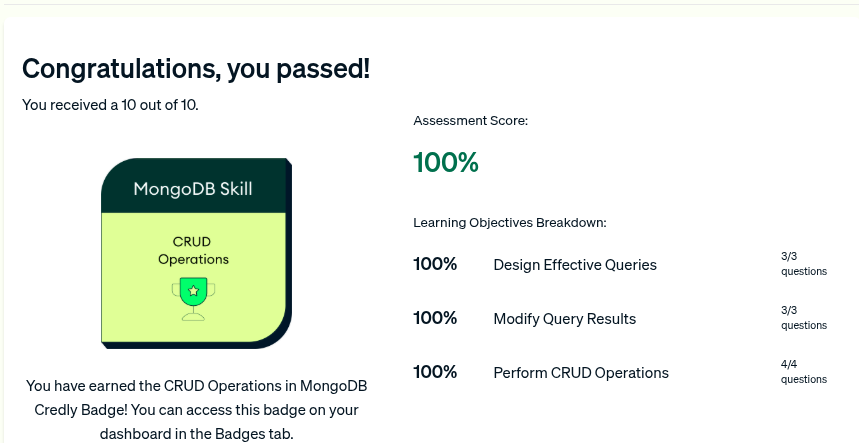 Congratulations, you passed!
You received a 10 out of 10.
MongoDB Skill
CRUD
Operations
You have earned the CRUD Operations in MongoDB
Credly Badge! You can access this badge on your
dashboard in the Badges tab.
Assessment Score:
100%
Learning Objectives Breakdown:
100% Design Effective Queries 3/3
questions
100% Modify Query Results 3/3
questions
100% Perform CRUD Operations 4/4
questions